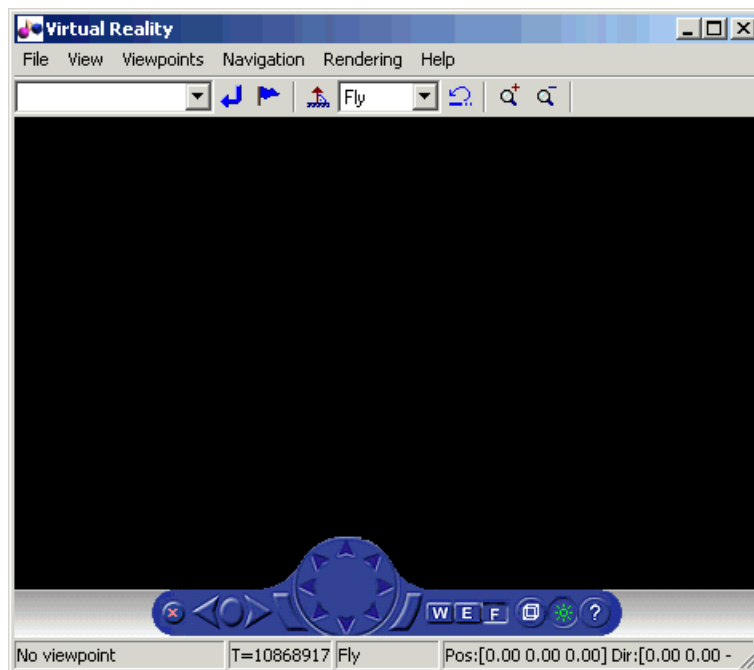 Virtual Reality
File View Viewpoints Navigation Rendering Help
Fly
W E F ?
No viewpoint T=10868917 Fly Pos:[0.00 0.00 0.00] Dir:[0.00 0.00 -